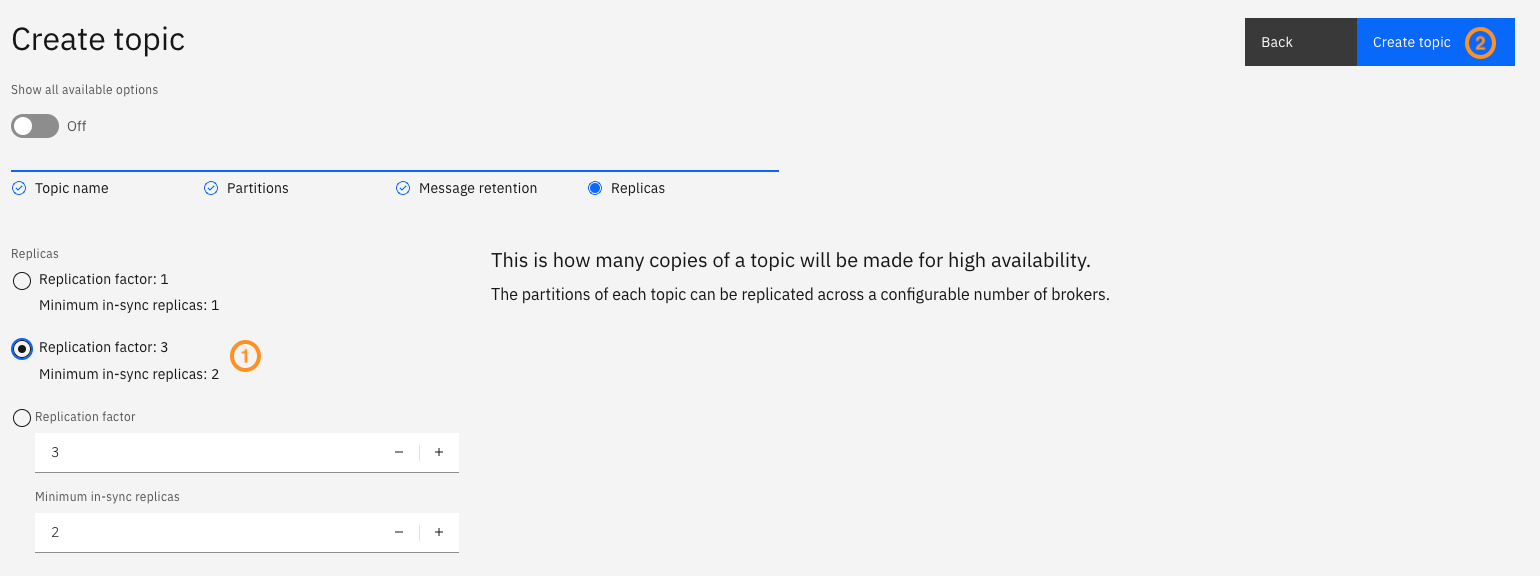 Create topic
Back
Create topic
2
Show all available options
Off
Topic name
Partitions
Message retention
Replicas
Replicas
Replication factor: 1
Minimum in-sync replicas: 1
Replication factor: 3
Minimum in-sync replicas: 2
1
Replication factor
3
Minimum in-sync replicas
2
This is how many copies of a topic will be made for high availability.
The partitions of each topic can be replicated across a configurable number of brokers.